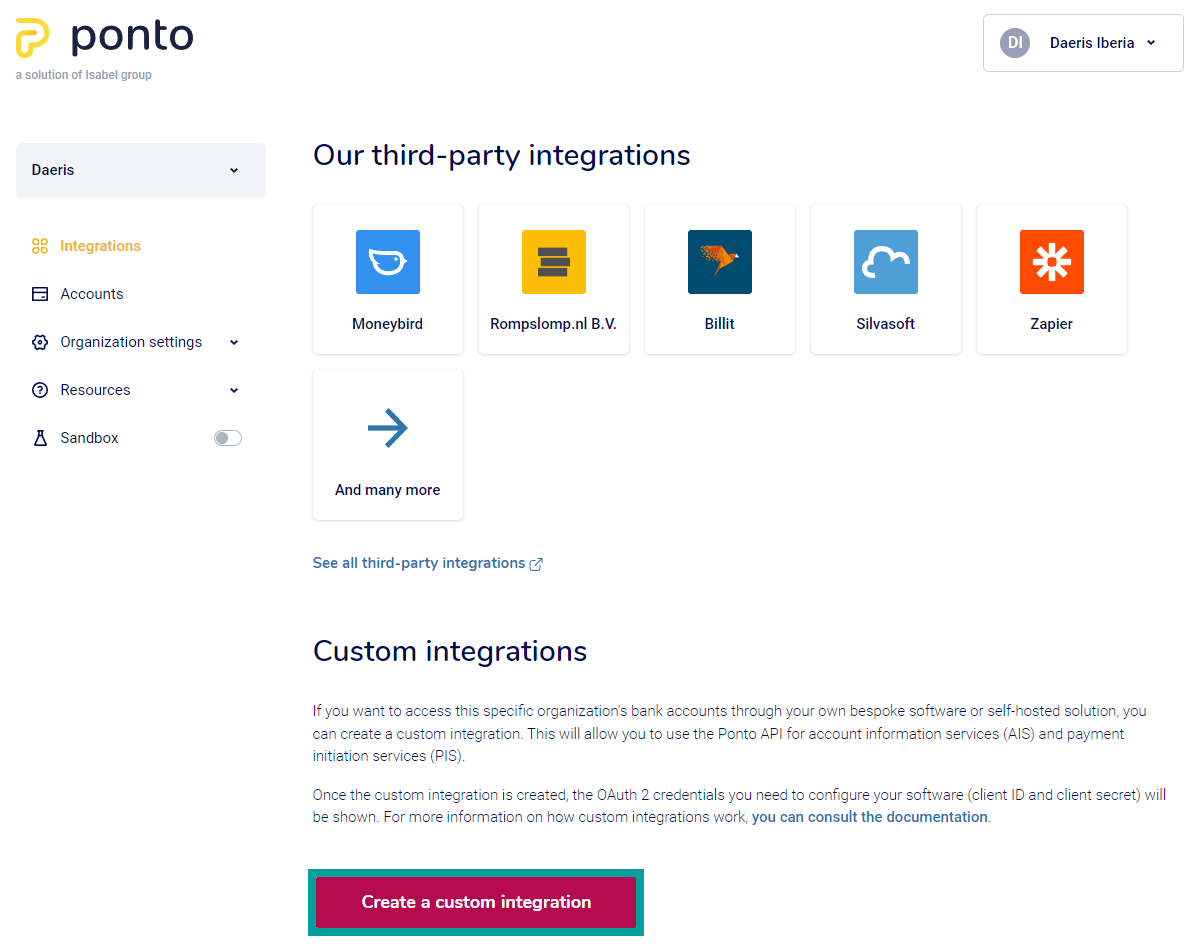 ponto
a solution of Isabel group
DI
Daeris Iberia
Daeris
Integrations
Accounts
Organization settings
Resources
Sandbox
Our third-party integrations
Moneybird
Rompslomp.nl B.V.
Billit
Silvasoft
Zapier
And many more
See all third-party integrations
Custom integrations
If you want to access this specific organization's bank accounts through your own bespoke software or self-hosted solution, you
can create a custom integration. This will allow you to use the Ponto API for account information services (AIS) and payment
initiation services (PIS).
Once the custom integration is created, the OAuth 2 credentials you need to configure your software (client ID and client secret) will
be shown. For more information on how custom integrations work, you can consult the documentation.
Create a custom integration